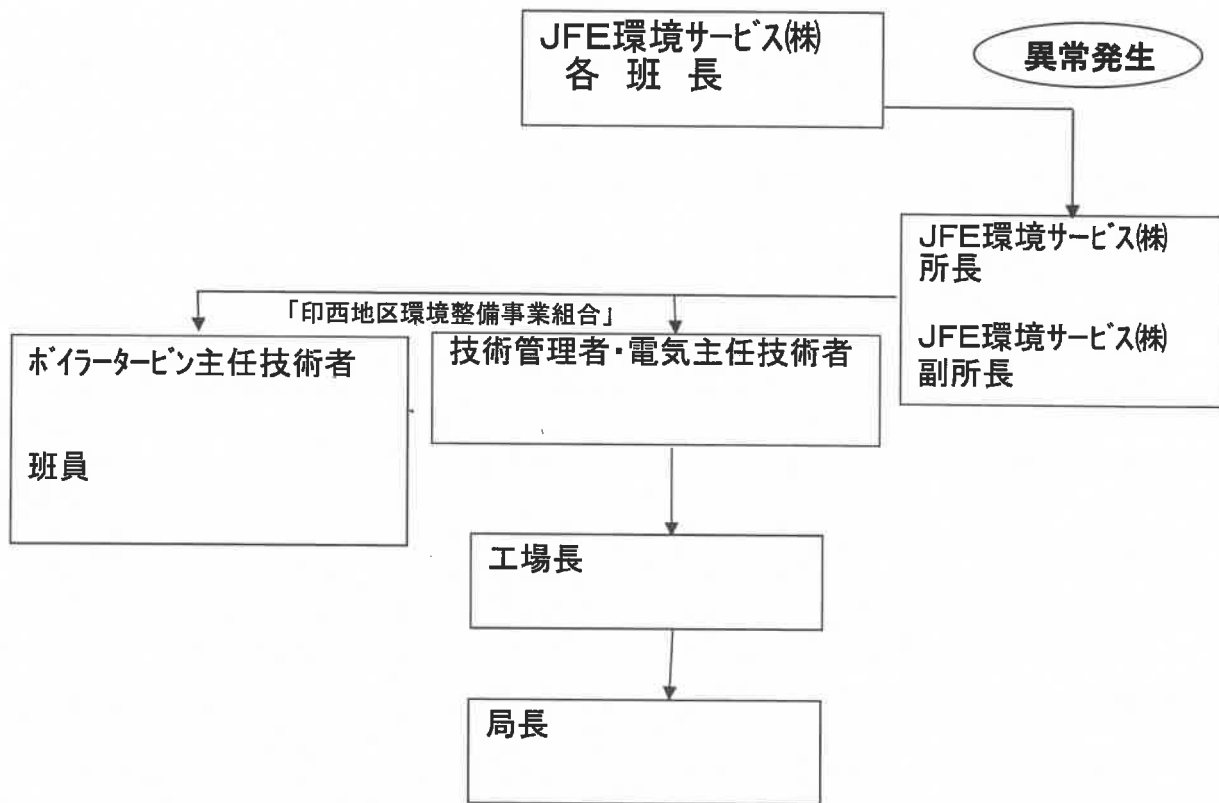 JFE環境サービス㈱
各 班 長
異常発生
JFE環境サービス㈱
所長
JFE環境サービス㈱
副所長
「印西地区環境整備事業組合」
ボイラータービン主任技術者
班員
技術管理者・電気主任技術者
工場長
局長